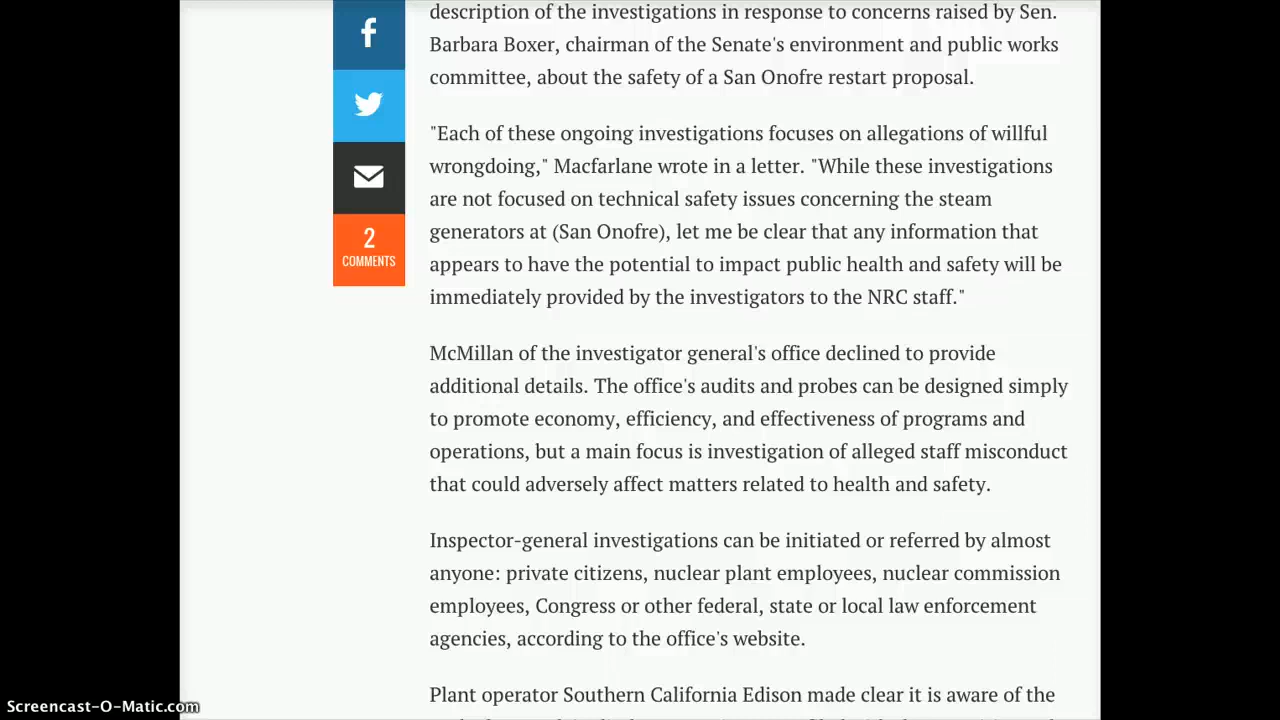 description of the investigations in response to concerns raised by Sen.
Barbara Boxer, chairman of the Senate's environment and public works
committee, about the safety of a San Onofre restart proposal.
"Each of these ongoing investigations focuses on allegations of willful
wrongdoing," Macfarlane wrote in a letter. "While these investigations
are not focused on technical safety issues concerning the steam
generators at (San Onofre), let me be clear that any information that
appears to have the potential to impact public health and safety will be
immediately provided by the investigators to the NRC staff."
2
COMMENTS
McMillan of the investigator general's office declined to provide
additional details. The office's audits and probes can be designed simply
to promote economy, efficiency, and effectiveness of programs and
operations, but a main focus is investigation of alleged staff misconduct
that could adversely affect matters related to health and safety.
Inspector-general investigations can be initiated or referred by almost
anyone: private citizens, nuclear plant employees, nuclear commission
employees, Congress or other federal, state or local law enforcement
agencies, according to the office's website.
Plant operator Southern California Edison made clear it is aware of the
Screencast-O-Matic.com